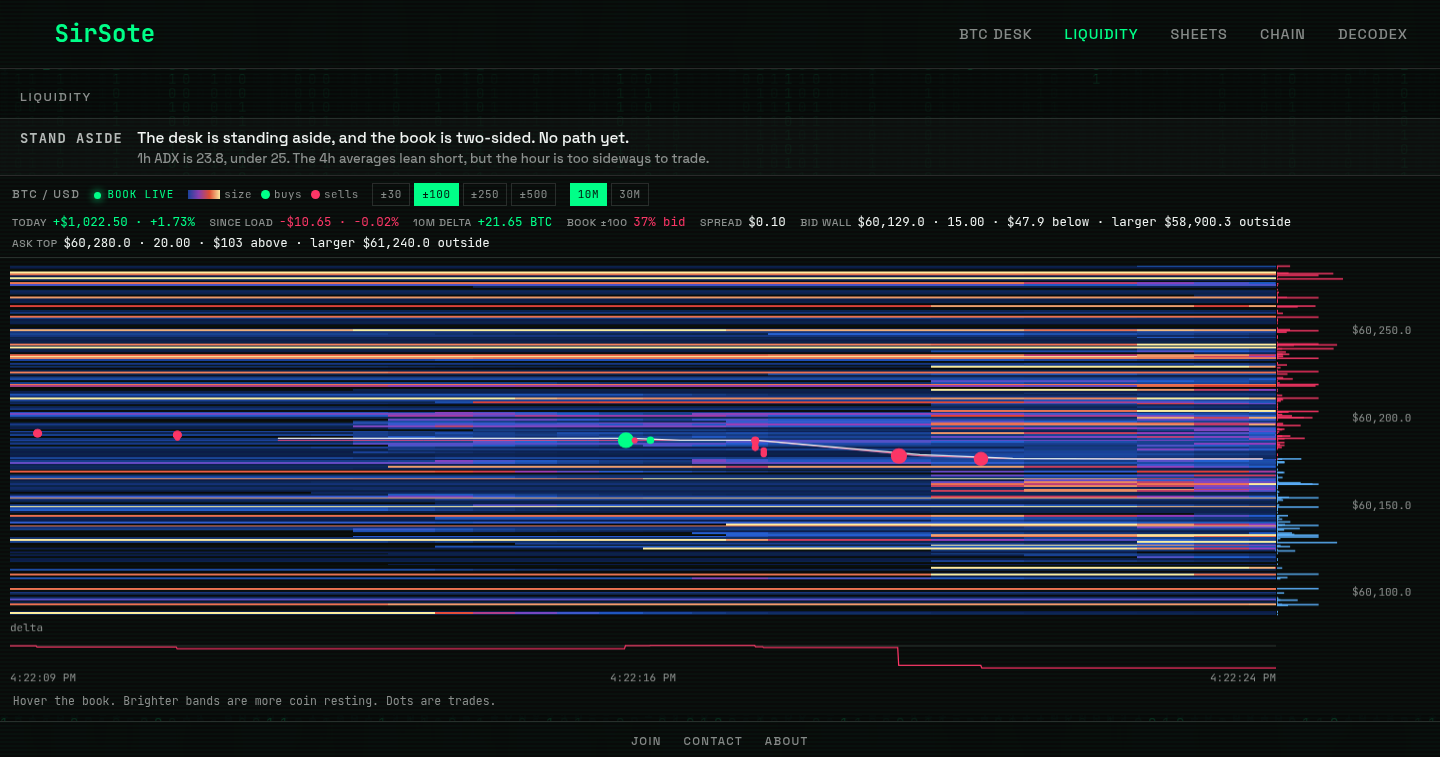 SirSote
BTC DESK LIQUIDITY SHEETS CHAIN DECODEX
LIQUIDITY
STAND ASIDE The desk is standing aside, and the book is two-sided. No path yet.
1h ADX is 23.8, under 25. The 4h averages lean short, but the hour is too sideways to trade.
BTC / USD BOOK LIVE size buys sells ±30 ±100 ±250 ±500 10M 30M
TODAY +$1,022.50 · +1.73% SINCE LOAD -$10.65 · -0.02% 10M DELTA +21.65 BTC BOOK ±100 37% bid SPREAD $0.10 BID WALL $60,129.0 · 15.00 · $47.9 below · larger $58,900.3 outside
ASK TOP $60,280.0 · 20.00 · $103 above · larger $61,240.0 outside
$60,250.0
$60,200.0
$60,150.0
$60,100.0
delta
4:22:09 PM 4:22:16 PM 4:22:24 PM
Hover the book. Brighter bands are more coin resting. Dots are trades.
JOIN CONTACT ABOUT